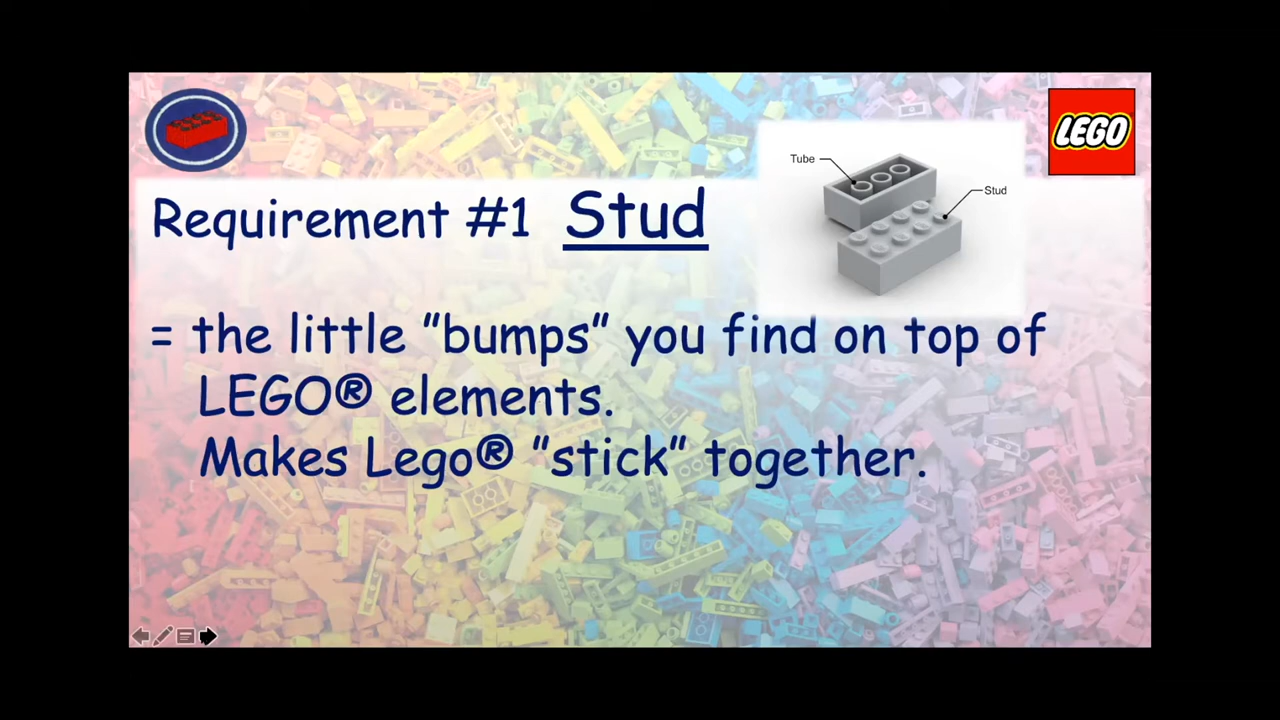 LEGO
Tube
Stud
Requirement #1 Stud
= the little "bumps" you find on top of
LEGO® elements.
Makes Lego® "stick" together.